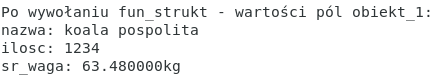 Po wywołaniu fun_strukt - wartości pól obiekt_1:
nazwa: koala pospolita
ilosc: 1234
sr_waga: 63.480000kg